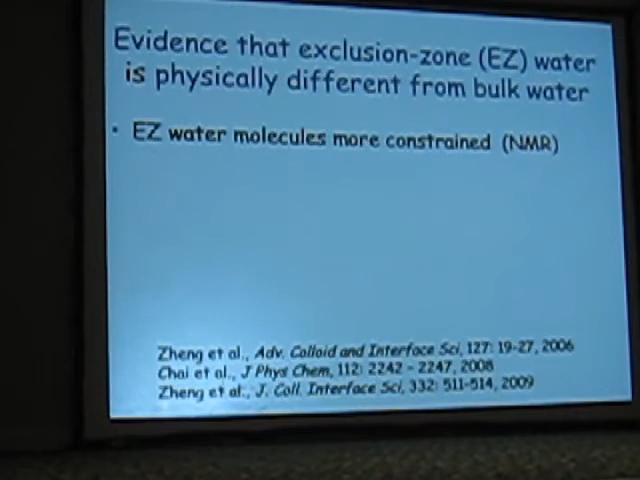 Evidence that exclusion-zone (EZ) water
is physically different from bulk water
• EZ water molecules more constrained (NMR)
Zheng et al., Adv. Colloid and Interface Sci, 127: 19-27, 2006
Chai et al., J Phys Chem, 112: 2242 - 2247, 2008
Zheng et al., J. Coll. Interface Sci, 332: 511-514, 2009